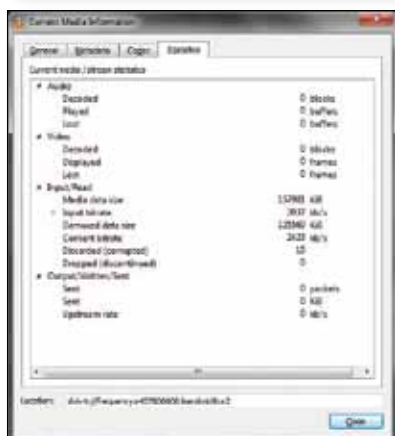 Current Media Information
General Metadata Codec Statistics
Current media / stream statistics
Audio
Decoded 0 blocks
Played 0 buffers
Lost 0 buffers
Video
Decoded 0 blocks
Displayed 0 frames
Lost 0 frames
Input/Read
Media data size KiB
Input bitrate kb/s
Demuxed data size KiB
Content bitrate kb/s
Discarded (corrupted)
Dropped (discontinued) 0
Output/Written/Sent
Sent 0 packets
Sent 0 KiB
Upstream rate 0 kb/s
Location:
Close